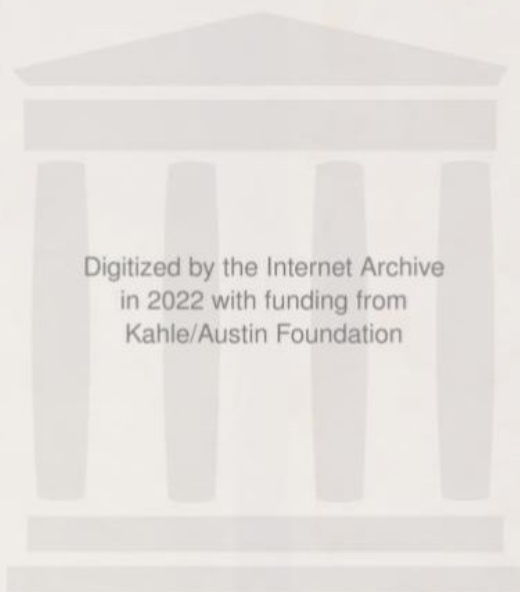 Digitized by the Internet Archive
in 2022 with funding from
Kahle/Austin Foundation